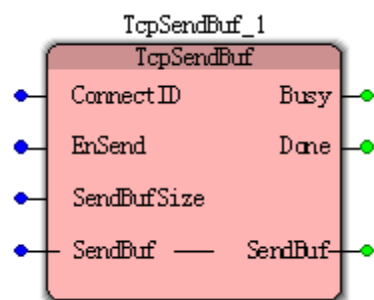 TcpSendBuf_1
TcpSendBuf
ConnectID Busy
EnSend Done
SendBufSize
SendBuf SendBuf